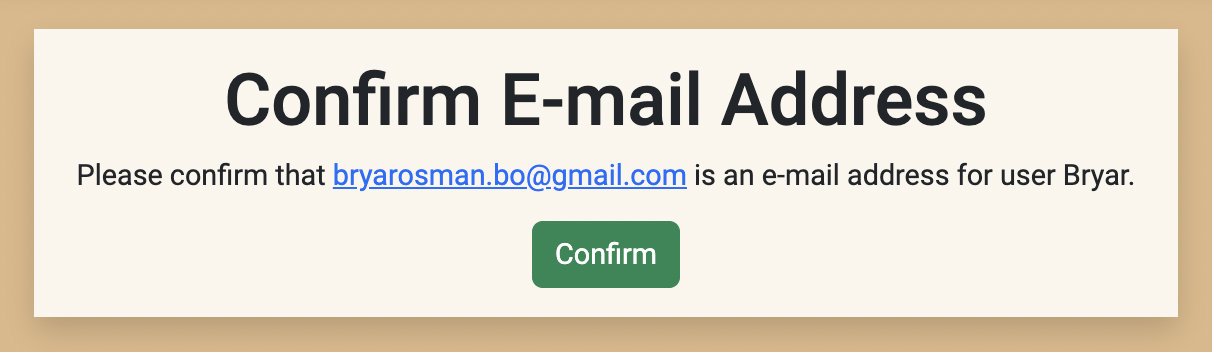 Confirm E-mail Address
Please confirm that bryarosman.bo@gmail.com is an e-mail address for user Bryar.
Confirm